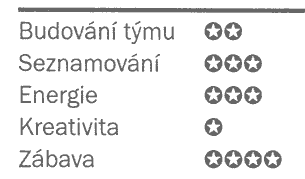 Budování týmu ✪✪
Seznamování ✪✪✪
Energie ✪✪✪
Kreativita ✪
Zábava ✪✪✪✪